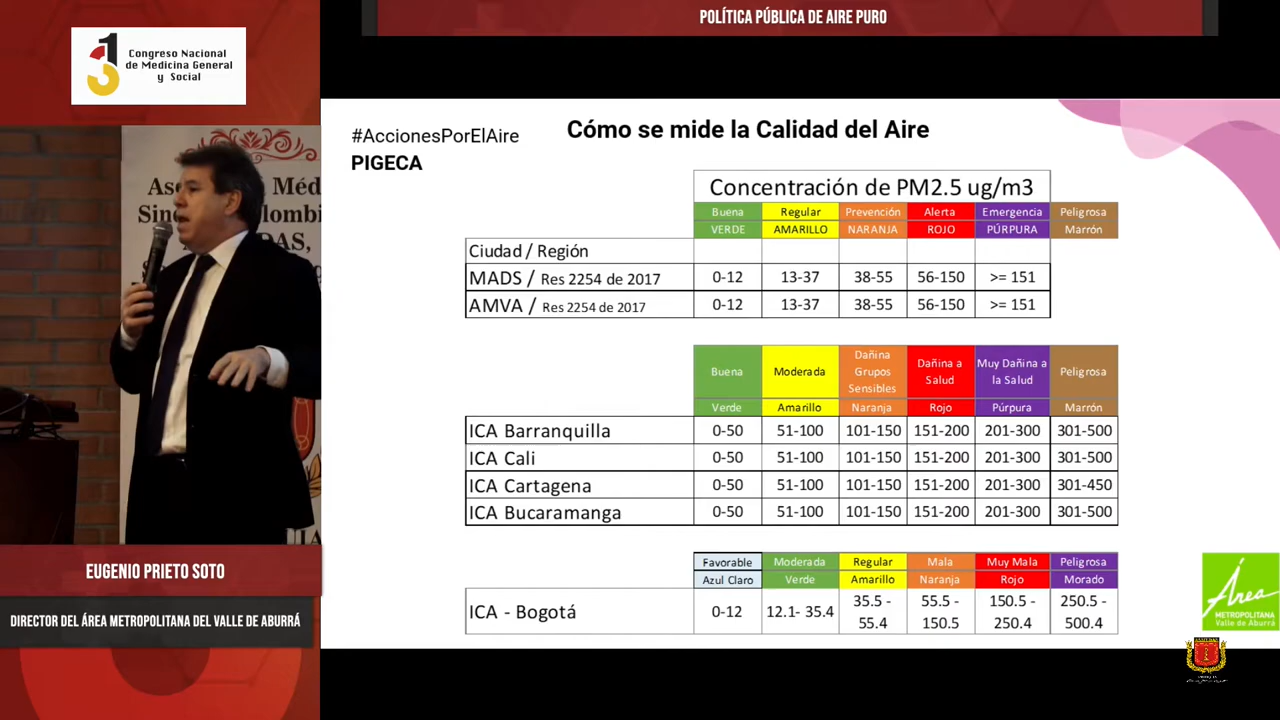 POLÍTICA PÚBLICA DE AIRE PURO
Congreso Nacional
de Medicina General
y Social
#AccionesPorElAire
PIGECA
Cómo se mide la Calidad del Aire
Concentración de PM2.5 ug/m3
Buena Regular Prevención Alerta Emergencia Peligrosa
VERDE AMARILLO NARANJA ROJO PÚRPURA Marrón
Ciudad / Región
MADS / Res 2254 de 2017 0-12 13-37 38-55 56-150 >= 151
AMVA / Res 2254 de 2017 0-12 13-37 38-55 56-150 >= 151
Buena Moderada Dañina Grupos Sensibles Dañina a Salud Muy Dañina a la Salud Peligrosa
Verde Amarillo Naranja Rojo Púrpura Marrón
ICA Barranquilla 0-50 51-100 101-150 151-200 201-300 301-500
ICA Cali 0-50 51-100 101-150 151-200 201-300 301-500
ICA Cartagena 0-50 51-100 101-150 151-200 201-300 301-450
ICA Bucaramanga 0-50 51-100 101-150 151-200 201-300 301-500
Favorable Moderada Regular Mala Muy Mala Peligrosa
Azul Claro Verde Amarillo Naranja Rojo Morado
ICA - Bogotá 0-12 12.1- 35.4 35.5 - 55.4 55.5 - 150.5 150.5 - 250.4 250.5 - 500.4
Área
METROPOLITANA
Valle de Aburrá
EUGENIO PRIETO SOTO
DIRECTOR DEL ÁREA METROPOLITANA DEL VALLE DE ABURRÁ